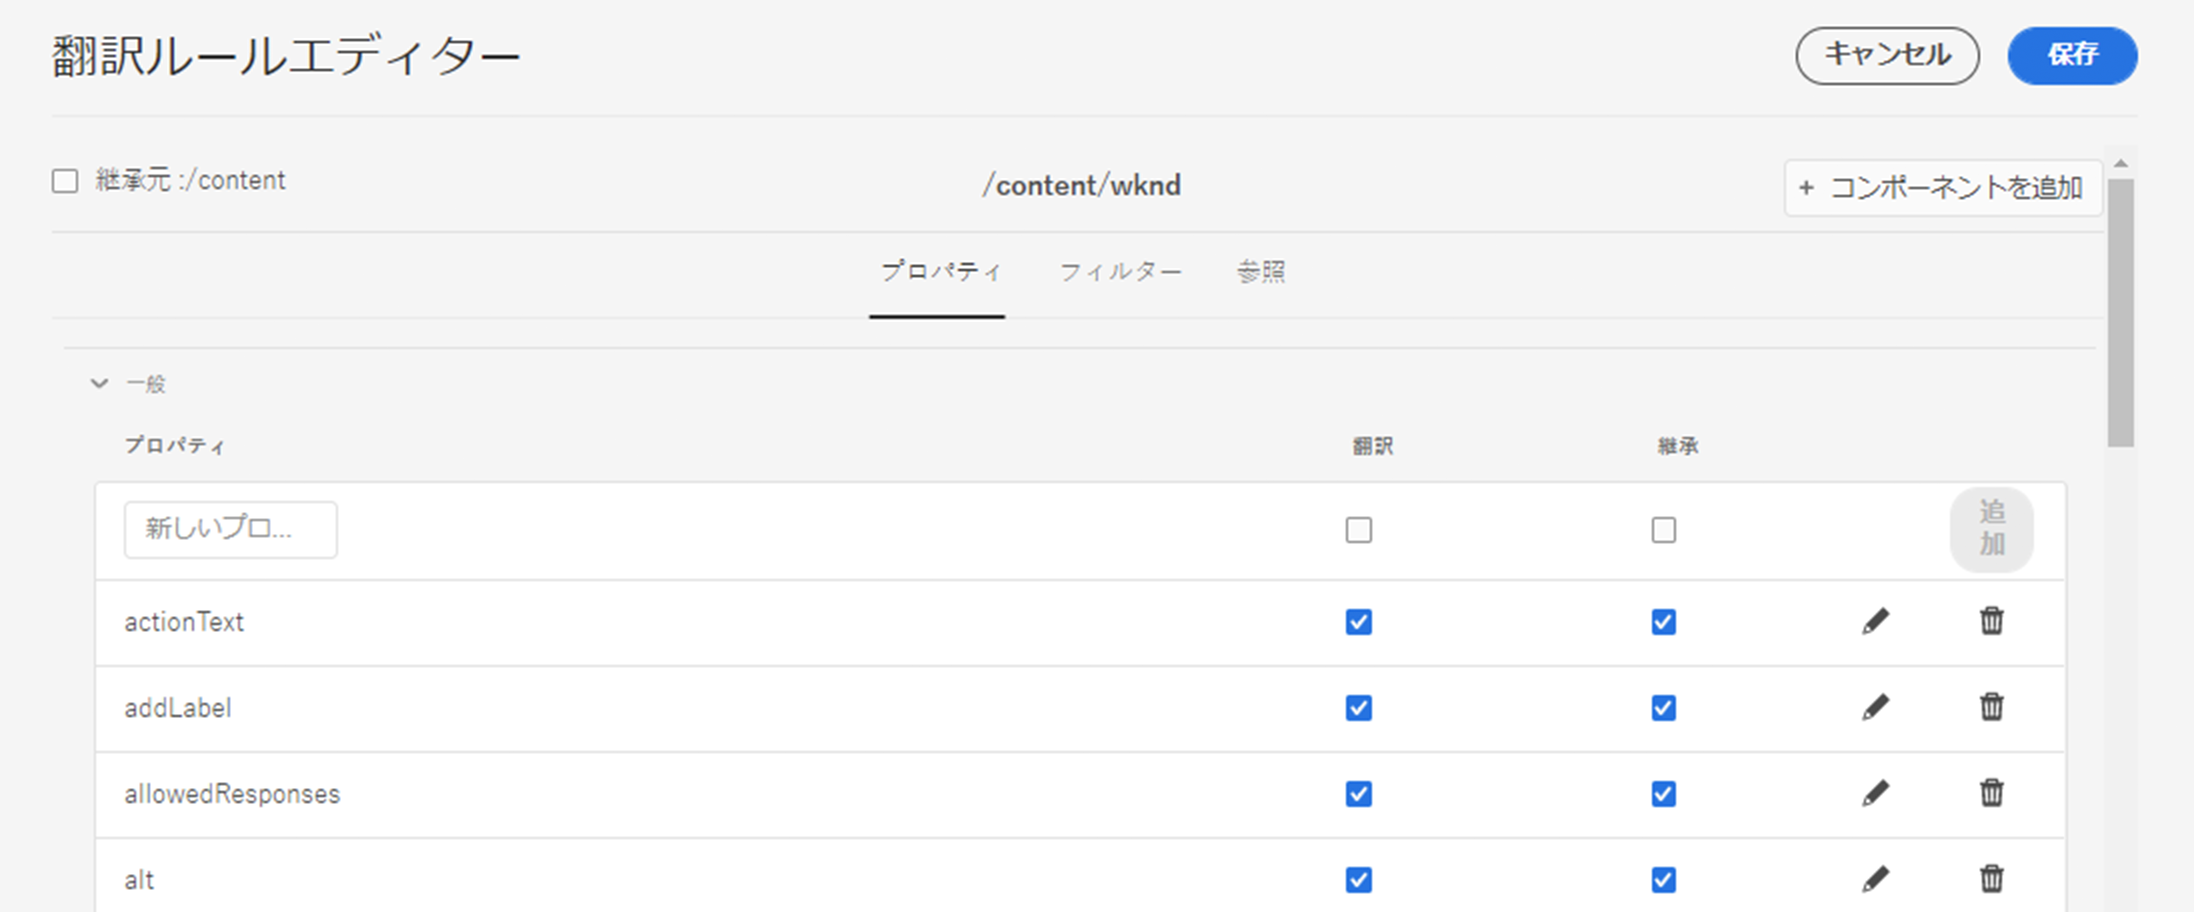 翻訳ルールエディター
キャンセル
保存
継承元 :/content
/content/wknd
+ コンポーネントを追加
プロパティ
フィルター
参照
一般
プロパティ
翻訳
継承
新しいプロ...
追
加
actionText
addLabel
allowedResponses
alt